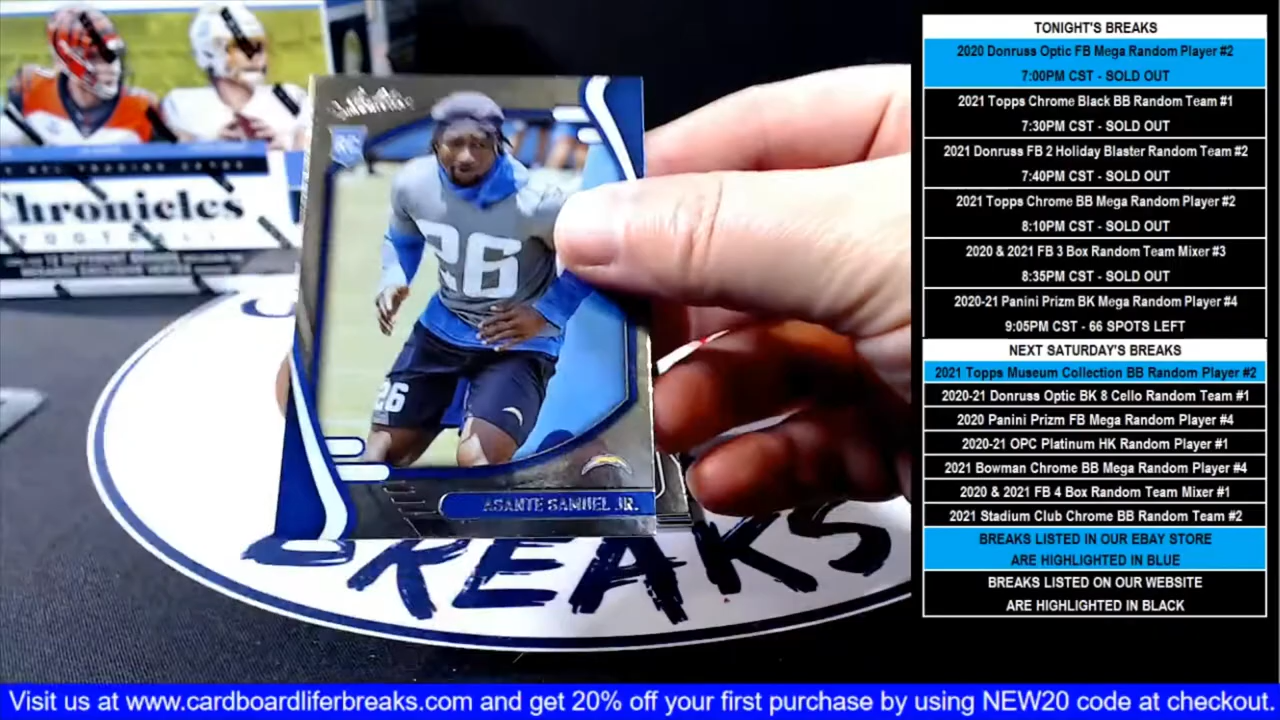 TONIGHT'S BREAKS
2020 Donruss Optic FB Mega Random Player #2
7:00PM CST - SOLD OUT
2021 Topps Chrome Black BB Random Team #1
7:30PM CST - SOLD OUT
2021 Donruss FB 2 Holiday Blaster Random Team #2
7:40PM CST - SOLD OUT
2021 Topps Chrome BB Mega Random Player #2
8:10PM CST - SOLD OUT
2020 & 2021 FB 3 Box Random Team Mixer #3
8:35PM CST - SOLD OUT
2020-21 Panini Prizm BK Mega Random Player #4
9:05PM CST - 66 SPOTS LEFT
NEXT SATURDAY'S BREAKS
2021 Topps Museum Collection BB Random Player #2
2020-21 Donruss Optic BK 8 Cello Random Team #1
2020 Panini Prizm FB Mega Random Player #4
2020-21 OPC Platinum HK Random Player #1
2021 Bowman Chrome BB Mega Random Player #4
2020 & 2021 FB 4 Box Random Team Mixer #1
2021 Stadium Club Chrome BB Random Team #2
BREAKS LISTED IN OUR EBAY STORE
ARE HIGHLIGHTED IN BLUE
BREAKS LISTED ON OUR WEBSITE
ARE HIGHLIGHTED IN BLACK
NFL TRADING CARDS
Chronicles
FOOTBALL
RC
26
26
ASANTE SAMUEL JR.
BREAKS
Visit us at www.cardboardliferbreaks.com and get 20% off your first purchase by using NEW20 code at checkout.